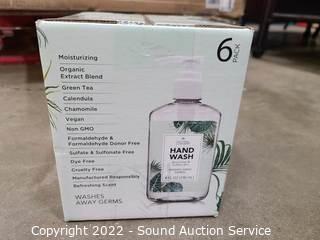 6
PACK
Moisturizing
Organic
Extract Blend
Green Tea
Calendula
Chamomile
Vegan
Non GMO
Formaldehyde &
Formaldehyde Donor Free
Sulfate & Sulfonate Free
Dye Free
Cruelty Free
Manufactured Responsibly
Refreshing Scent
WASHES
AWAY GERMS
HAND
WASH
Copyright 2022 - Sound Auction Service